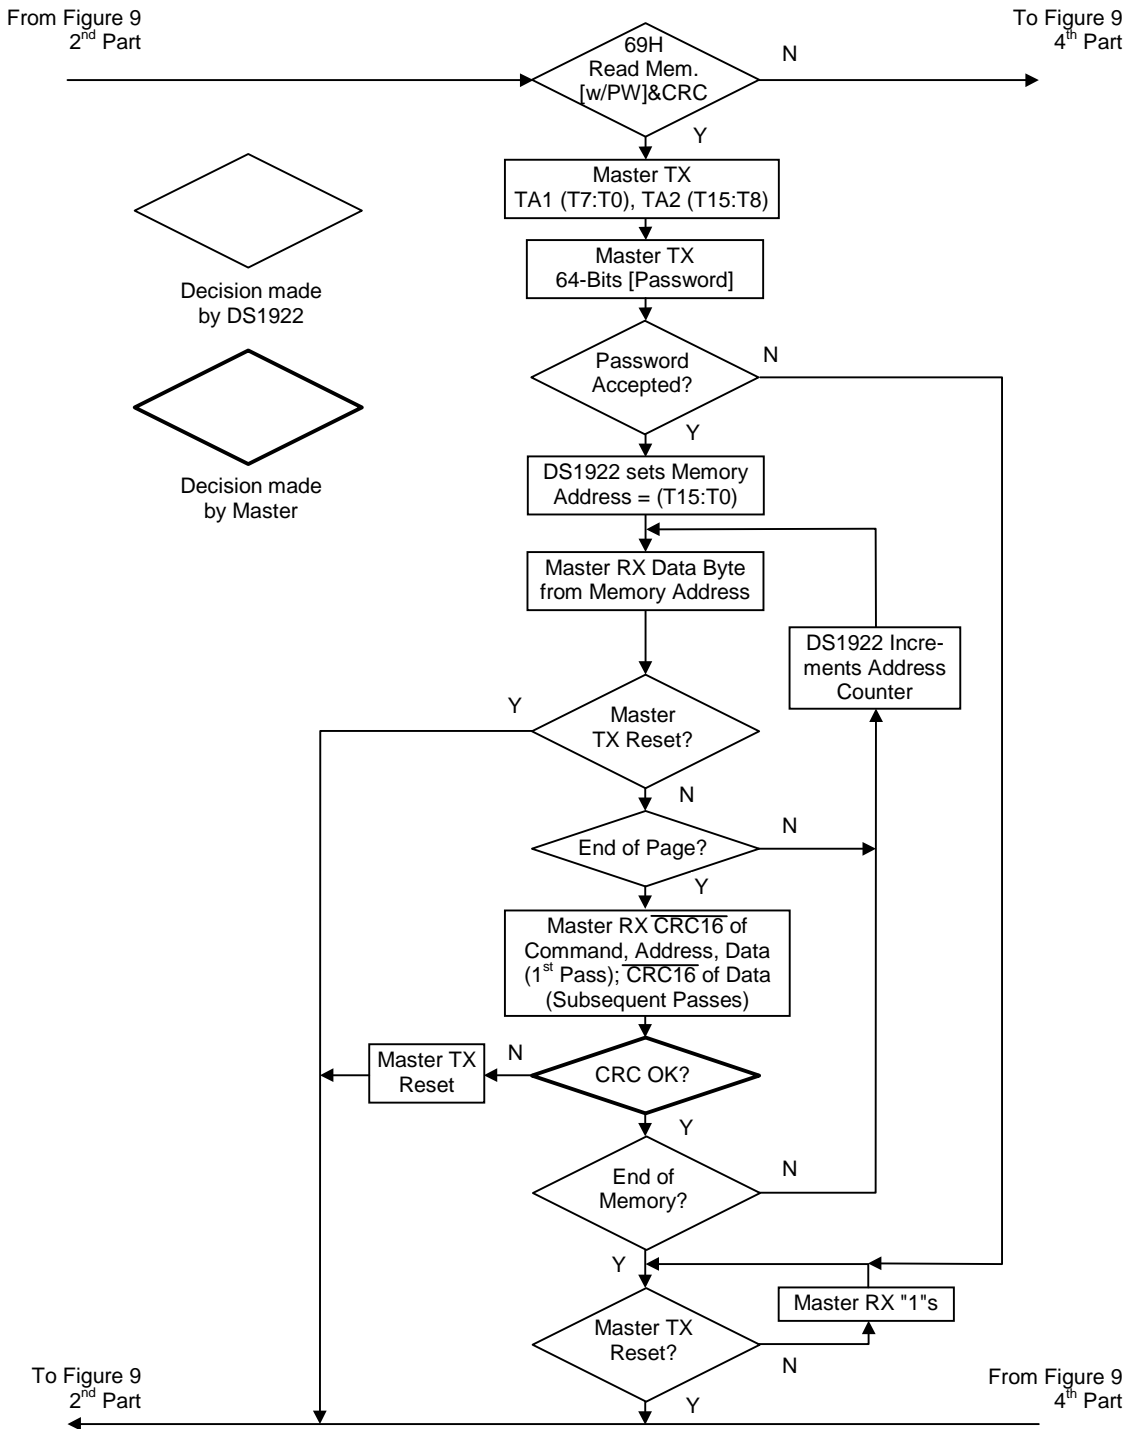 From Figure 9
2nd Part
To Figure 9
4th Part
69H
Read Mem.
[w/PW]&CRC
N
Y
Master TX
TA1 (T7:T0), TA2 (T15:T8)
Master TX
64-Bits [Password]
Decision made
by DS1922
Password
Accepted?
N
Y
Decision made
by Master
DS1922 sets Memory
Address = (T15:T0)
Master RX Data Byte
from Memory Address
DS1922 Incre-
ments Address
Counter
Y
Master
TX Reset?
N
End of Page?
N
Y
Master RX CRC16 of
Command, Address, Data
(1st Pass); CRC16 of Data
(Subsequent Passes)
Master TX
Reset
N
CRC OK?
Y
End of
Memory?
N
Y
Master RX "1"s
Master TX
Reset?
N
Y
To Figure 9
2nd Part
From Figure 9
4th Part